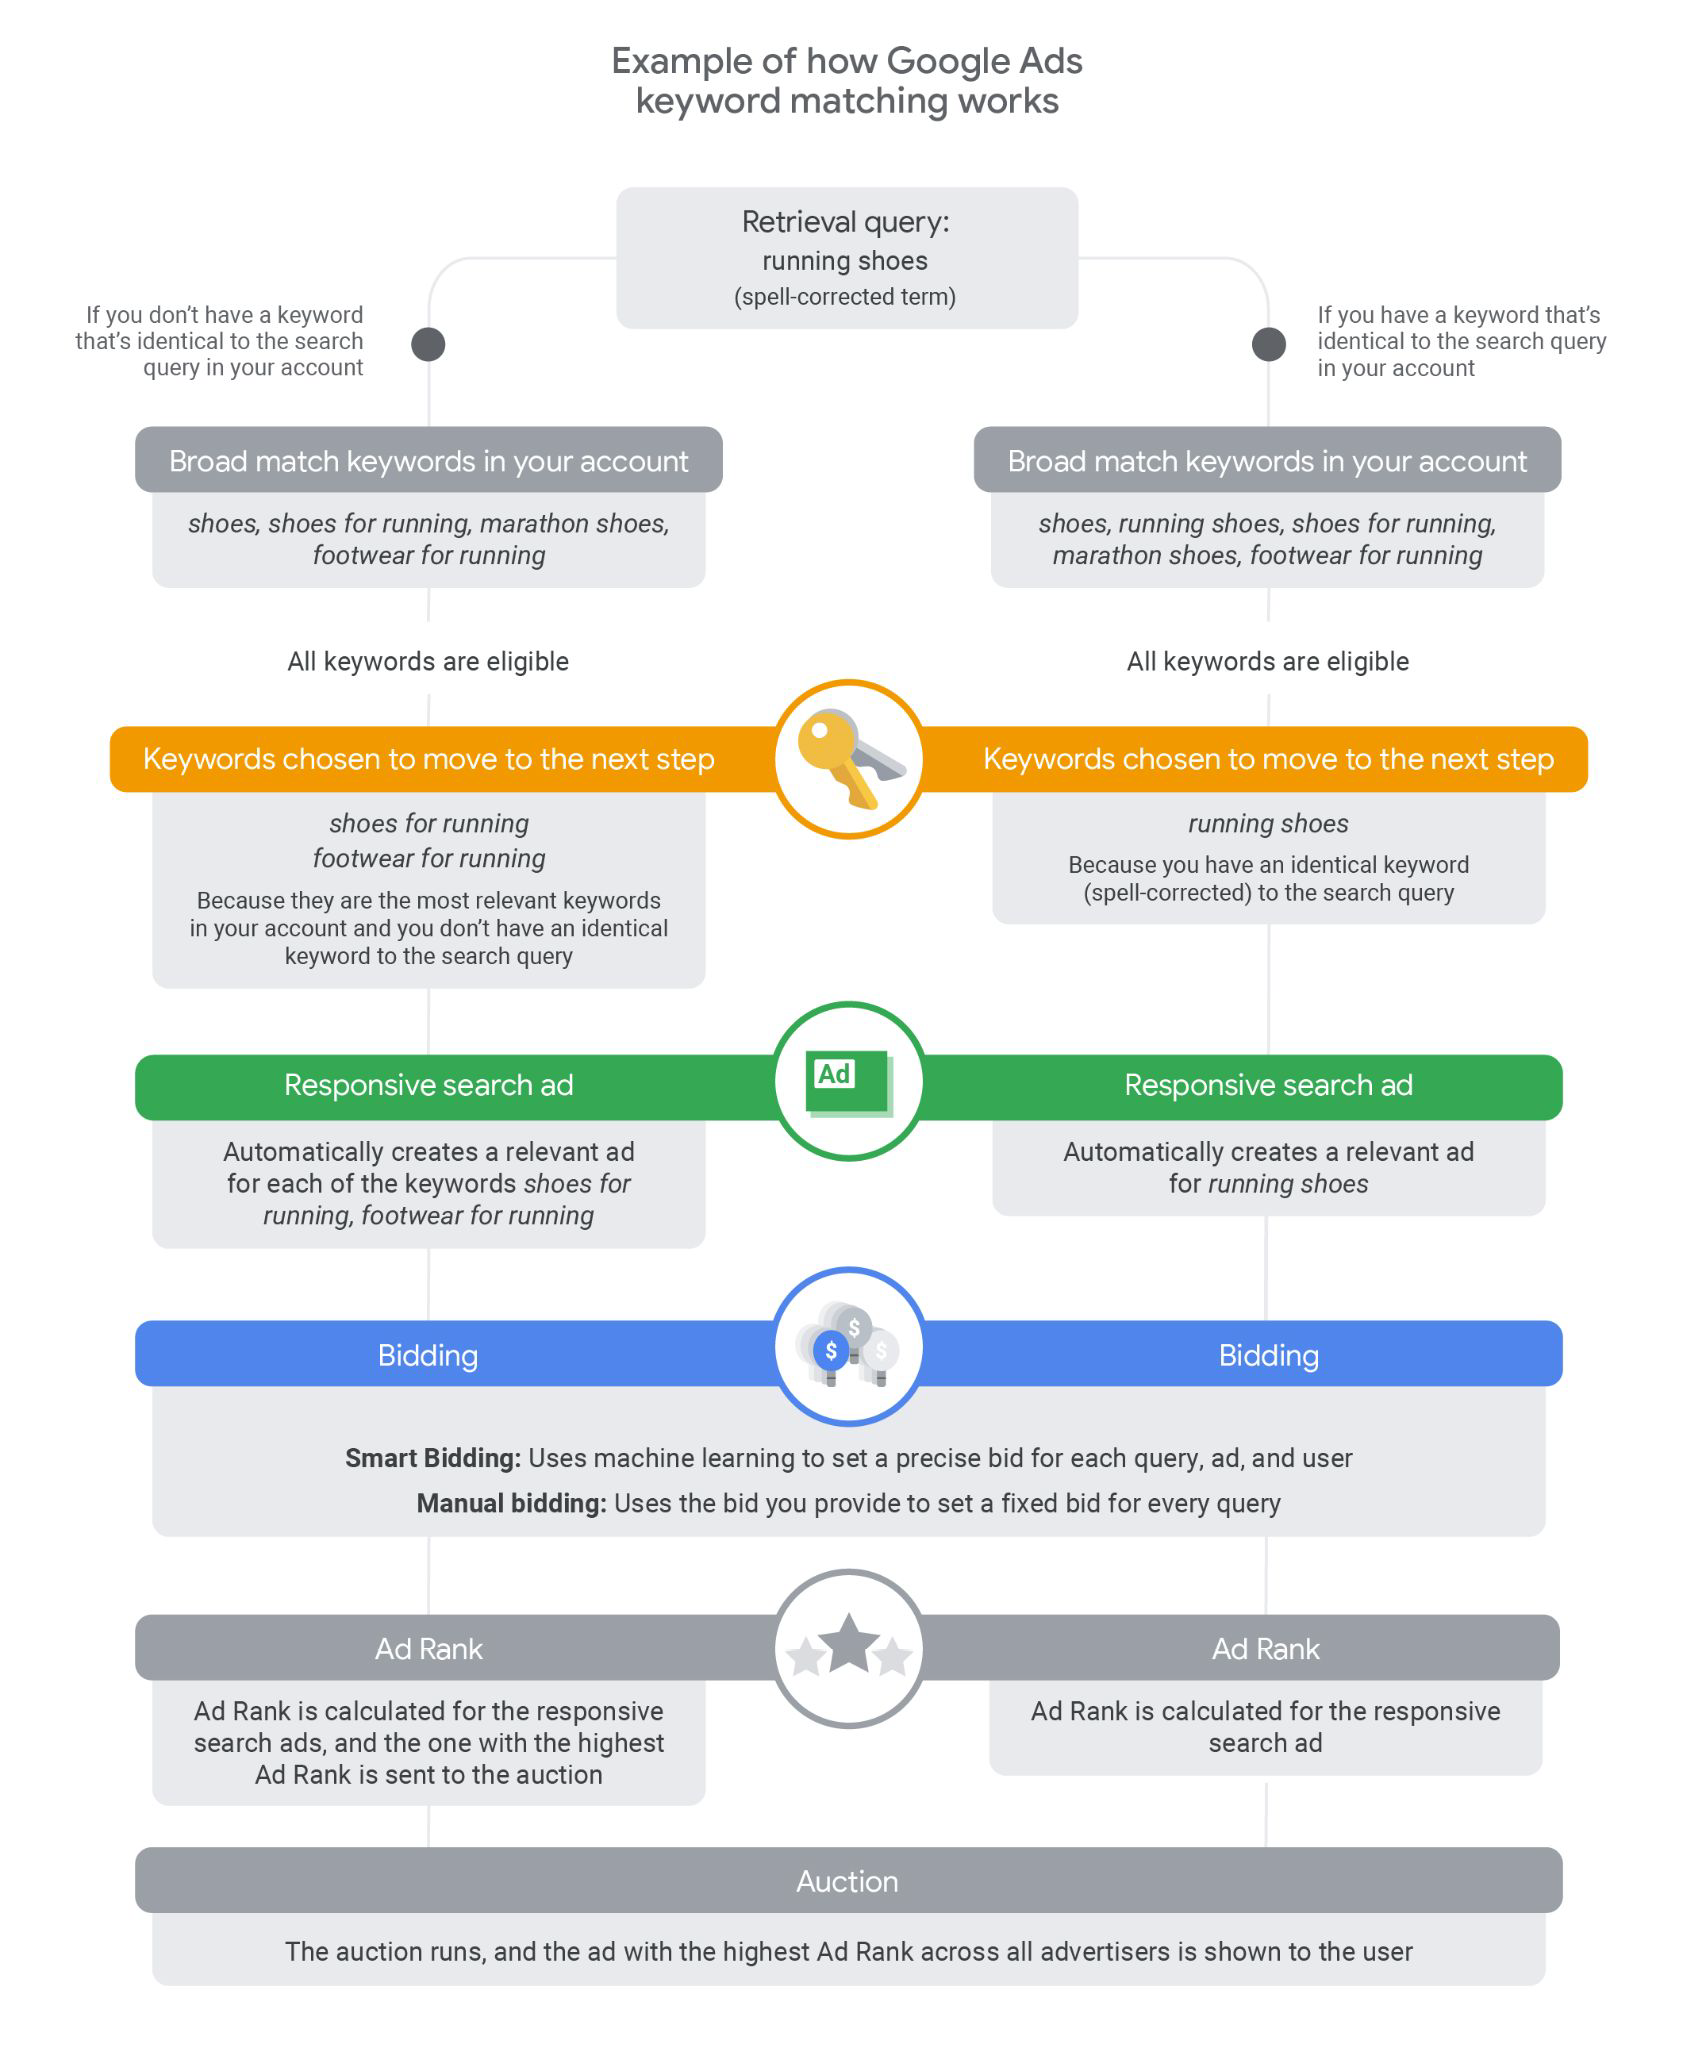 Example of how Google Ads
keyword matching works
Retrieval query:
running shoes
(spell-corrected term)
If you don’t have a keyword
that’s identical to the search
query in your account
If you have a keyword that’s
identical to the search query
in your account
Broad match keywords in your account
shoes, shoes for running, marathon shoes,
footwear for running
Broad match keywords in your account
shoes, running shoes, shoes for running,
marathon shoes, footwear for running
All keywords are eligible
All keywords are eligible
Keywords chosen to move to the next step
shoes for running
footwear for running
Because they are the most relevant keywords
in your account and you don’t have an identical
keyword to the search query
Keywords chosen to move to the next step
running shoes
Because you have an identical keyword
(spell-corrected) to the search query
Responsive search ad
Automatically creates a relevant ad
for each of the keywords shoes for
running, footwear for running
Ad
Responsive search ad
Automatically creates a relevant ad
for running shoes
Bidding
$
$
$
Bidding
Smart Bidding: Uses machine learning to set a precise bid for each query, ad, and user
Manual bidding: Uses the bid you provide to set a fixed bid for every query
Ad Rank
Ad Rank is calculated for the responsive
search ads, and the one with the highest
Ad Rank is sent to the auction
Ad Rank
Ad Rank is calculated for the responsive
search ad
Auction
The auction runs, and the ad with the highest Ad Rank across all advertisers is shown to the user